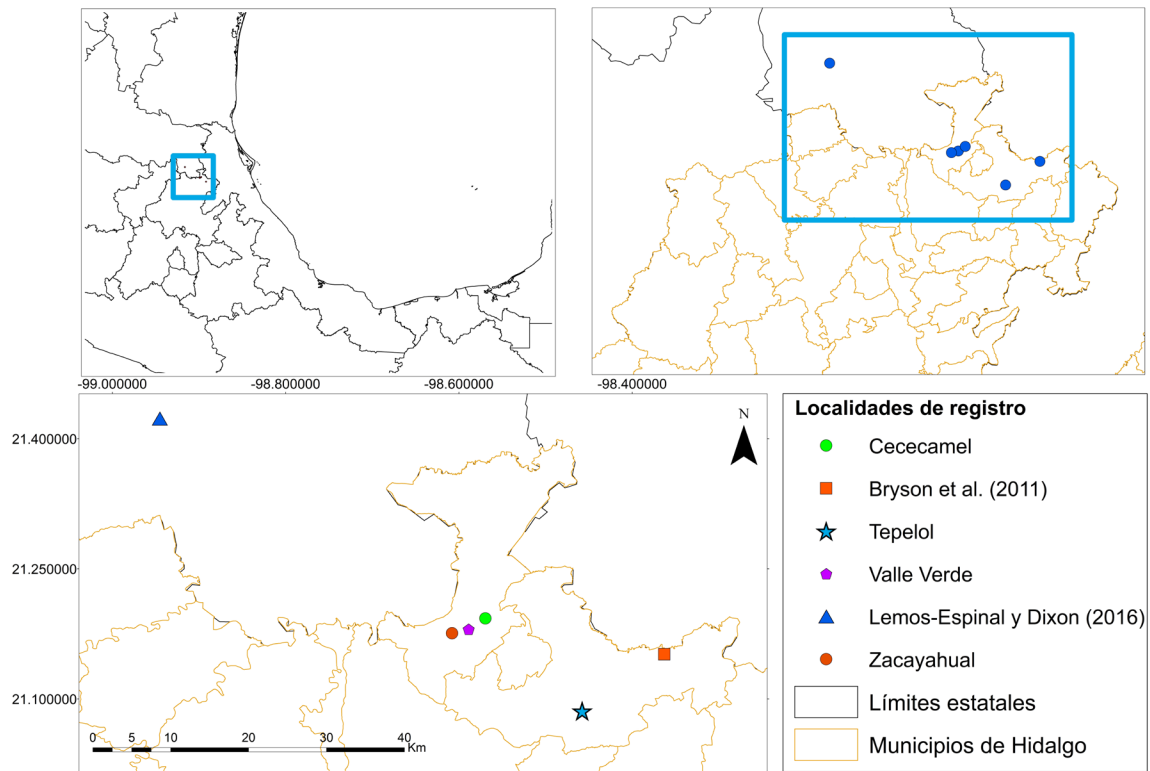 -99.000000
-98.800000
-98.600000
-98.400000
21.400000
21.250000
21.100000
N
0 5 10 20 30 40
Km
Localidades de registro
Cececamel
Bryson et al. (2011)
Tepelol
Valle Verde
Lemos-Espinal y Dixon (2016)
Zacayahual
Límites estatales
Municipios de Hidalgo